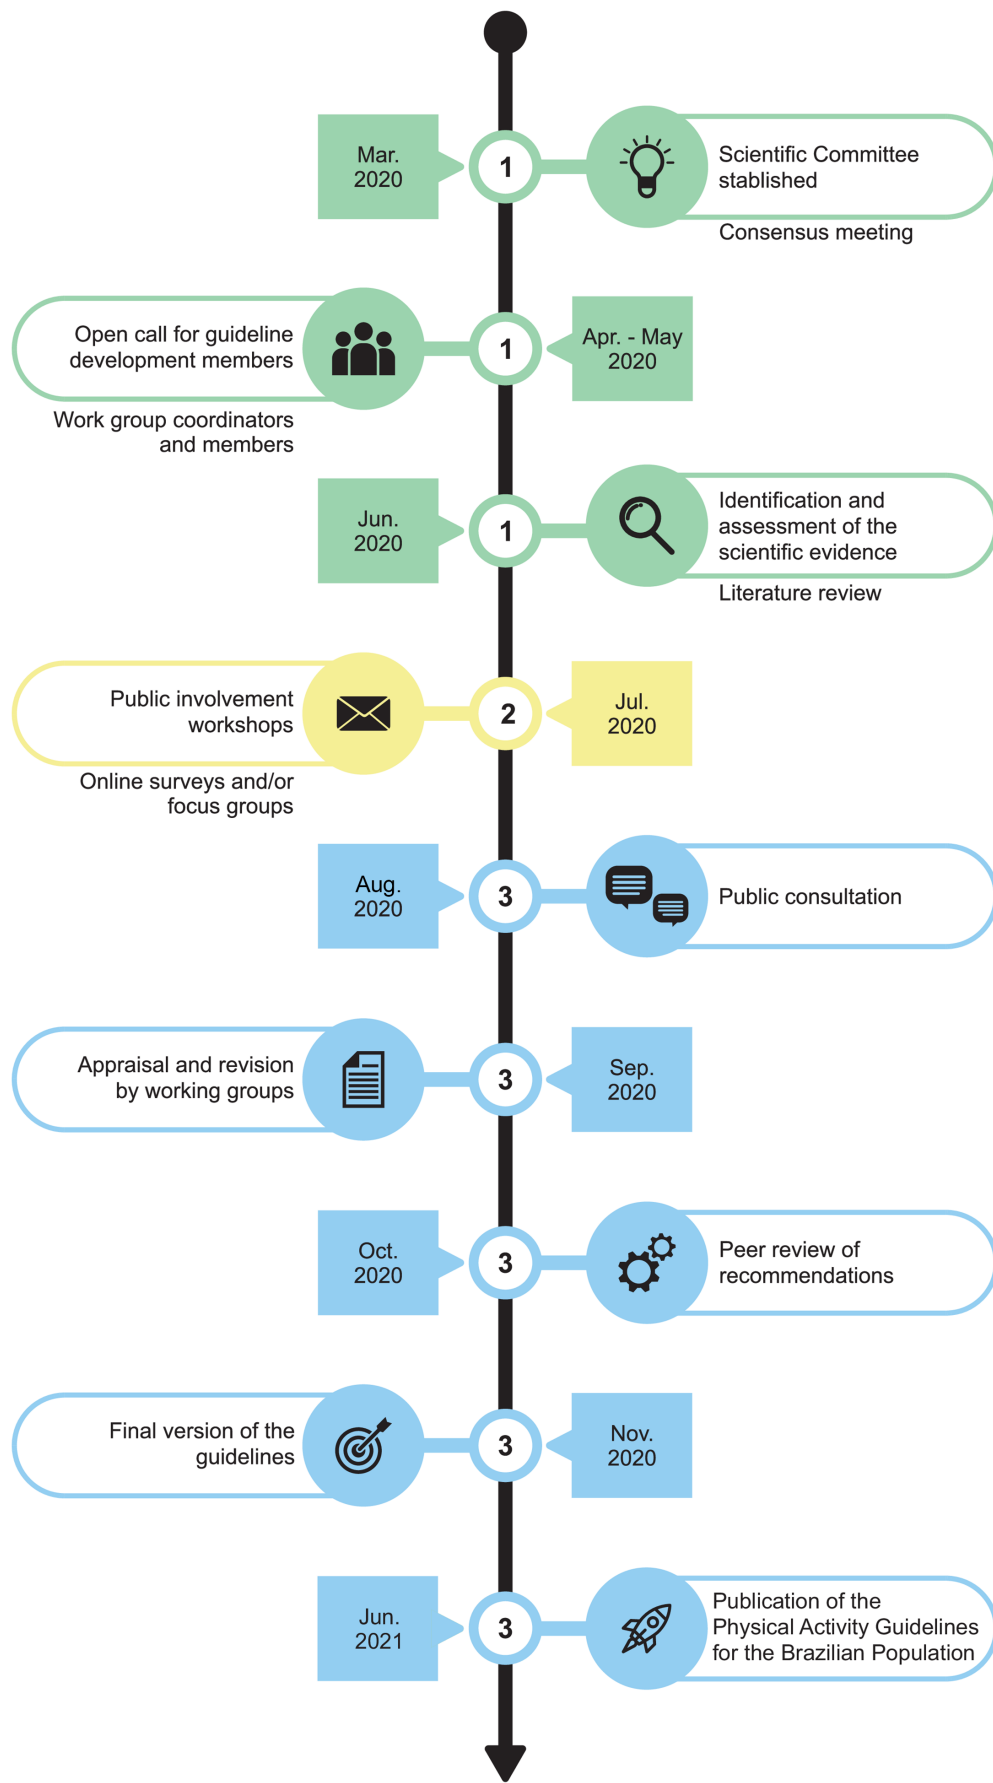 Mar.
2020
1
Scientific Committee
stablished
Consensus meeting
Open call for guideline
development members
Work group coordinators
and members
1
Apr. - May
2020
Jun.
2020
1
Identification and
assessment of the
scientific evidence
Literature review
Public involvement
workshops
Online surveys and/or
focus groups
2
Jul.
2020
Aug.
2020
3
Public consultation
Appraisal and revision
by working groups
3
Sep.
2020
Oct.
2020
3
Peer review of
recommendations
Final version of the
guidelines
3
Nov.
2020
Jun.
2021
3
Publication of the
Physical Activity Guidelines
for the Brazilian Population